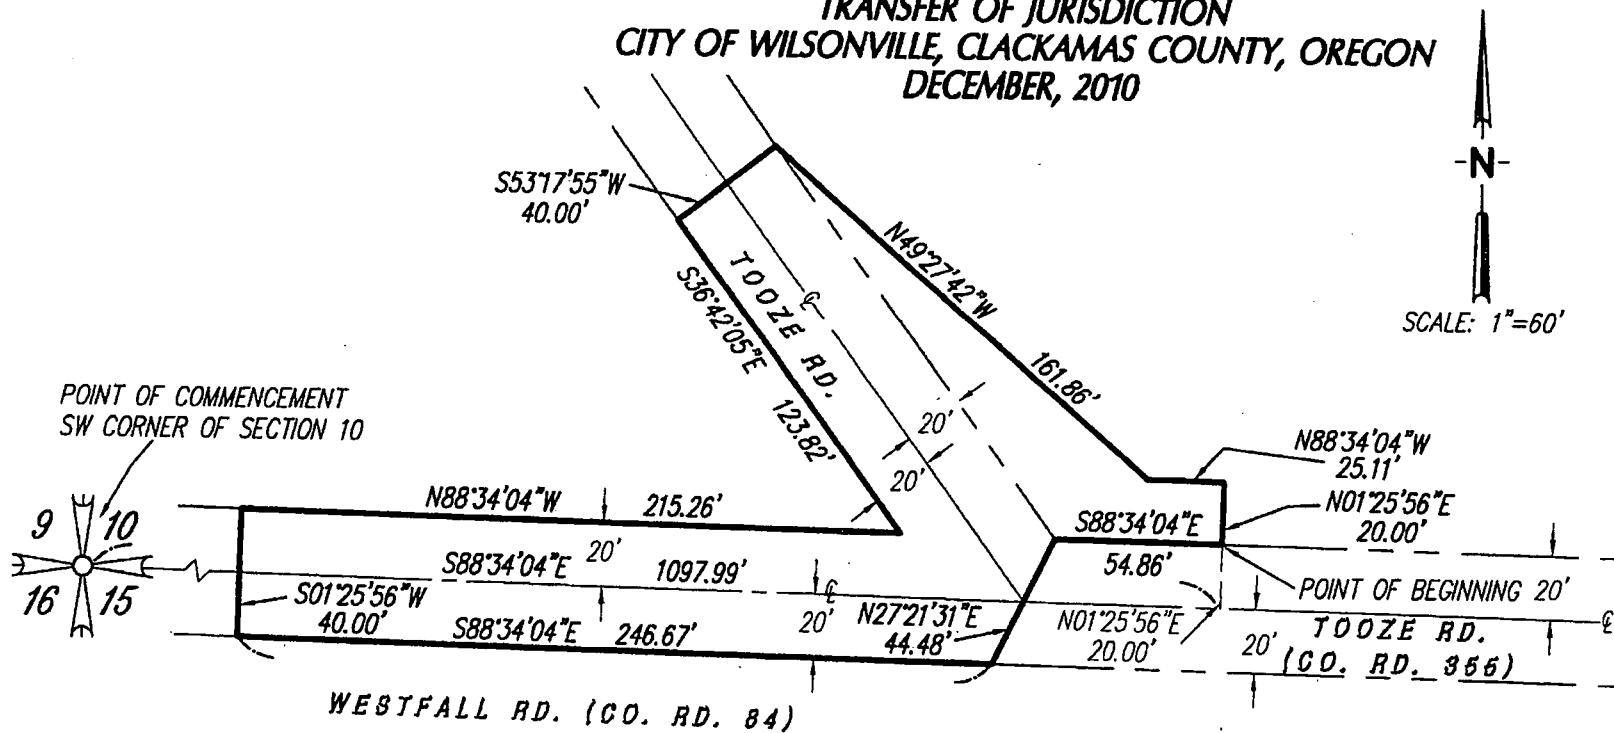 TRANSFER OF JURISDICTION
CITY OF WILSONVILLE, CLACKAMAS COUNTY, OREGON
DECEMBER, 2010
N
SCALE: 1"=60'
S53°17'55"W
40.00'
TOOZE RD.
℄
S36°42'05"E
123.82'
N49°27'42"W
161.86'
20'
20'
POINT OF COMMENCEMENT
SW CORNER OF SECTION 10
9 10
16 15
N88°34'04"W 215.26'
20'
S88°34'04"E 1097.99'
℄
S01°25'56"W
40.00'
S88°34'04"E 246.67'
20'
N27°21'31"E
44.48'
N88°34'04"W
25.11'
N01°25'56"E
20.00'
S88°34'04"E
54.86'
POINT OF BEGINNING 20'
N01°25'56"E
20.00'
20'
TOOZE RD.
(CO. RD. 355)
℄
WESTFALL RD. (CO. RD. 84)